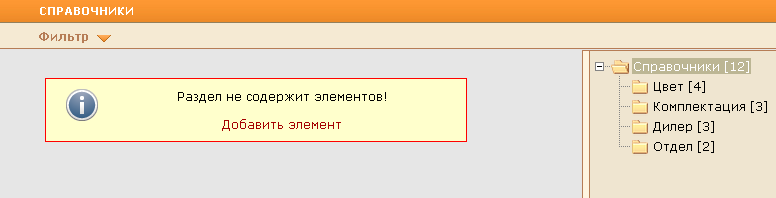 СПРАВОЧНИКИ
Фильтр
Раздел не содержит элементов!
Добавить элемент
Справочники [12]
Цвет [4]
Комплектация [3]
Дилер [3]
Отдел [2]